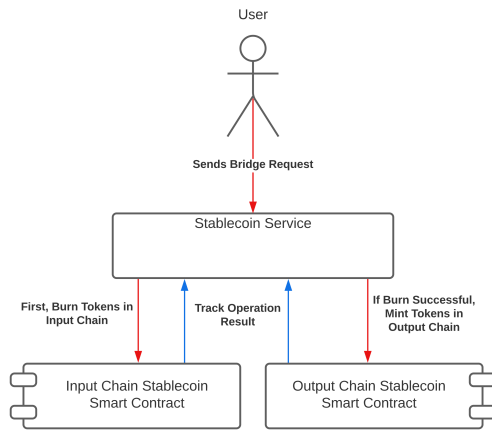 User
Sends Bridge Request
Stablecoin Service
First, Burn Tokens in
Input Chain
Track Operation
Result
If Burn Successful,
Mint Tokens in
Output Chain
Input Chain Stablecoin
Smart Contract
Output Chain Stablecoin
Smart Contract